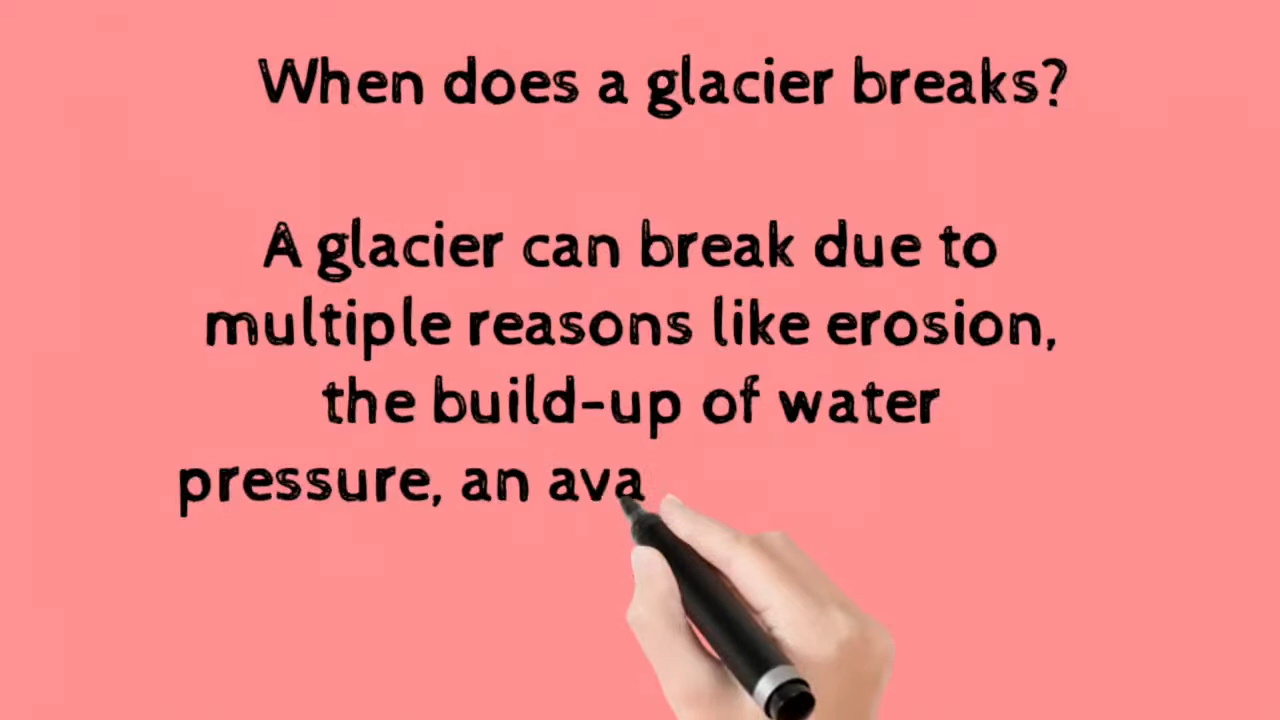 When does a glacier breaks?
A glacier can break due to
multiple reasons like erosion,
the build-up of water
pressure, an ava